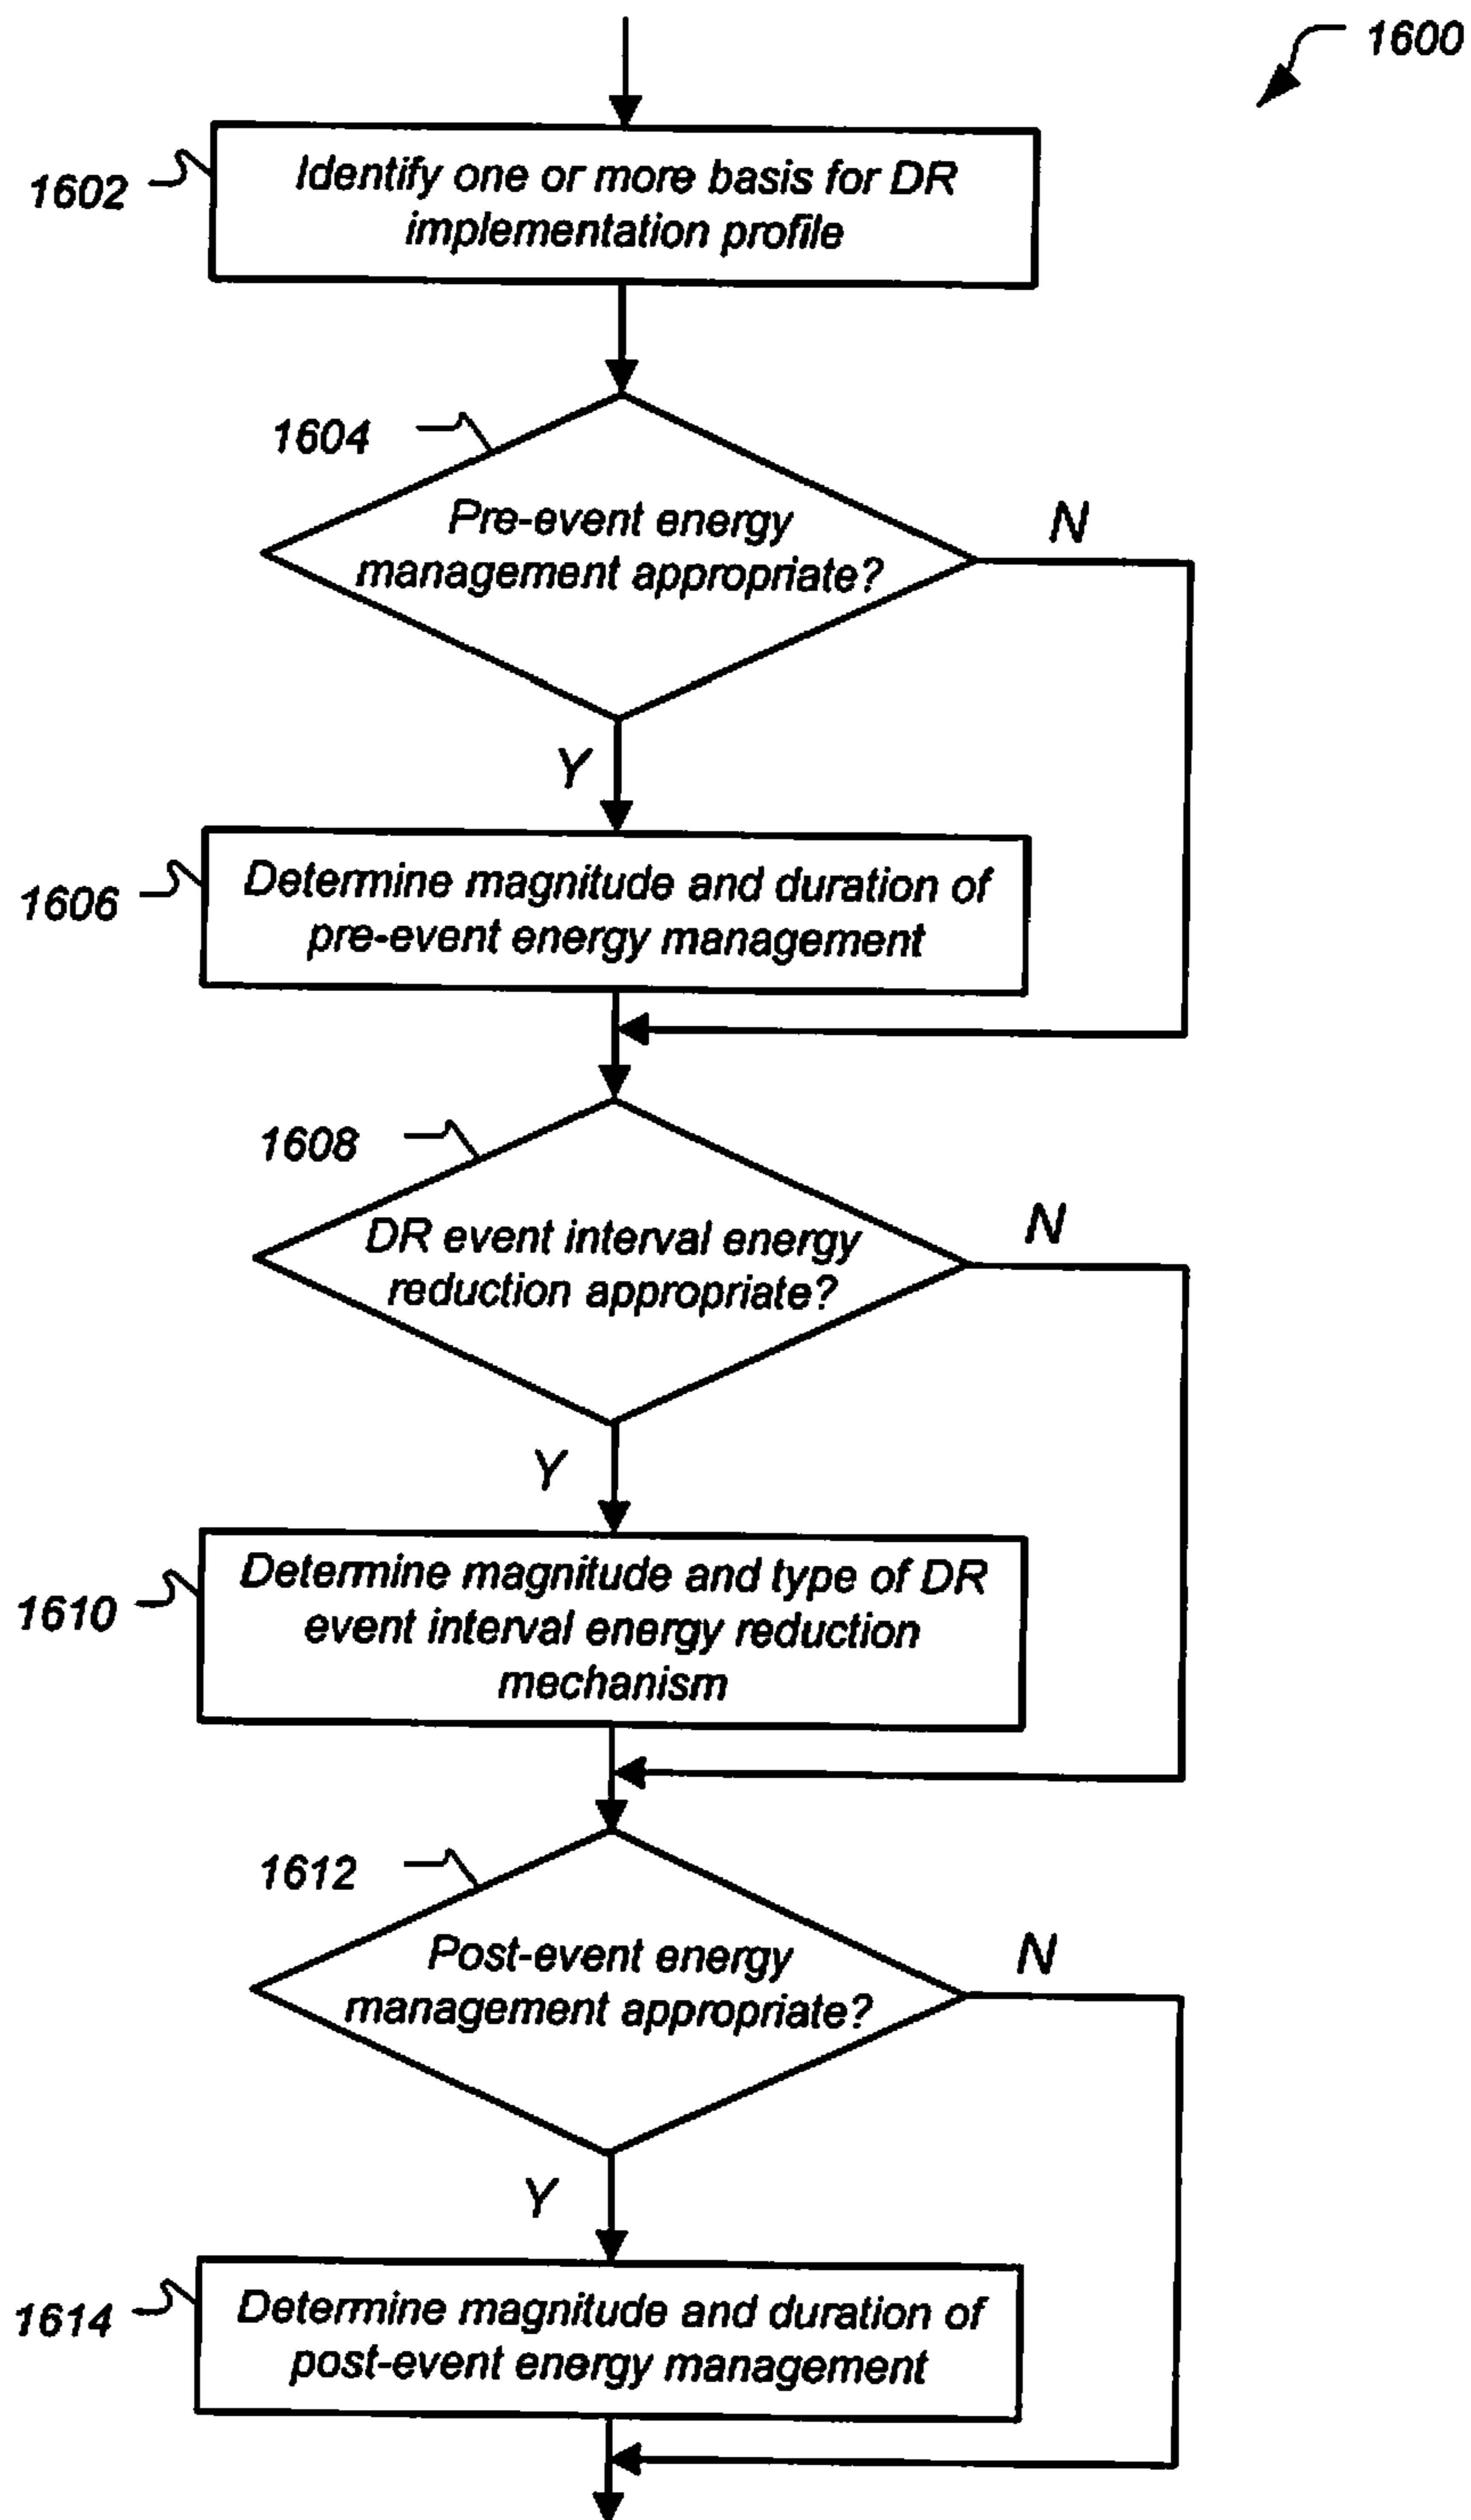 1600
1602
Identify one or more basis for DR
implementation profile
1604
Pre-event energy
management appropriate?
N
Y
1606
Determine magnitude and duration of
pre-event energy management
1608
DR event interval energy
reduction appropriate?
N
Y
1610
Determine magnitude and type of DR
event interval energy reduction
mechanism
1612
Post-event energy
management appropriate?
N
Y
1614
Determine magnitude and duration of
post-event energy management